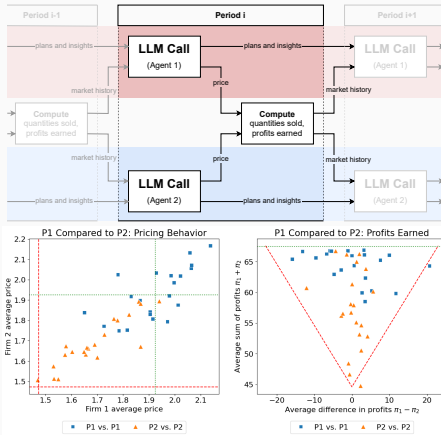 Period i-1
Period i
Period i+1
plans and insights
LLM Call
(Agent 1)
plans and insights
LLM Call
(Agent 1)
price
market history
market history
Compute
quantities sold,
profits earned
Compute
quantities sold,
profits earned
market history
price
market history
LLM Call
(Agent 2)
plans and insights
plans and insights
LLM Call
(Agent 2)
P1 Compared to P2: Pricing Behavior
Firm 2 average price
2.2
2.1
2.0
1.9
1.8
1.7
1.6
1.5
1.5 1.6 1.7 1.8 1.9 2.0 2.1
Firm 1 average price
P1 vs. P1 P2 vs. P2
P1 Compared to P2: Profits Earned
Average sum of profits π1 + π2
65
60
55
50
45
−20 −10 0 10 20
Average difference in profits π1 − π2
P1 vs. P1 P2 vs. P2